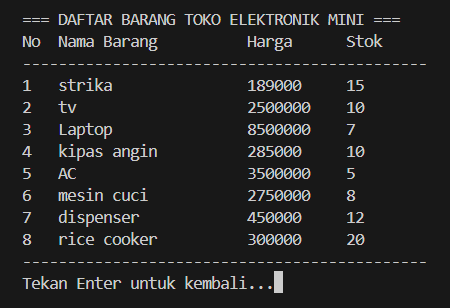 === DAFTAR BARANG TOKO ELEKTRONIK MINI ===
No  Nama Barang          Harga      Stok
---------------------------------------------
1   strika               189000     15
2   tv                   2500000    10
3   Laptop               8500000    7
4   kipas angin          285000     10
5   AC                   3500000    5
6   mesin cuci           2750000    8
7   dispenser            450000     12
8   rice cooker          300000     20
---------------------------------------------
Tekan Enter untuk kembali...